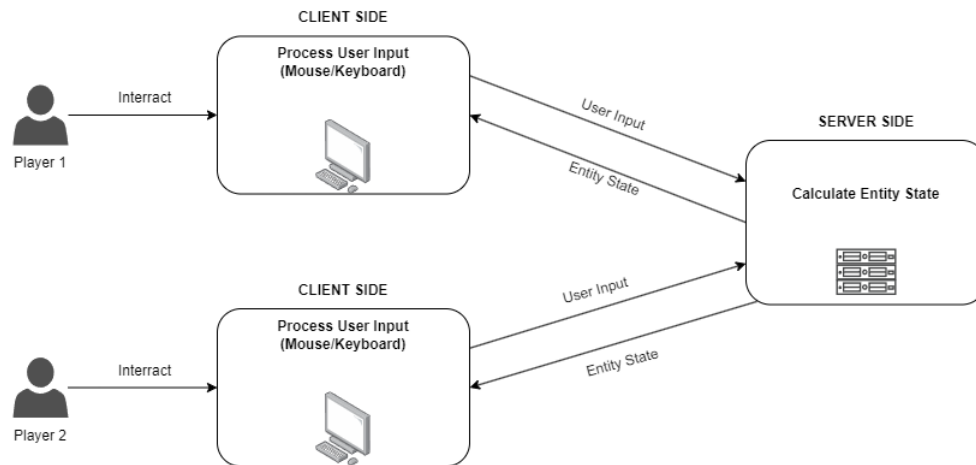 CLIENT SIDE
Process User Input
(Mouse/Keyboard)
Interract
Player 1
User Input
Entity State
SERVER SIDE
Calculate Entity State
CLIENT SIDE
Process User Input
(Mouse/Keyboard)
Interract
Player 2
User Input
Entity State